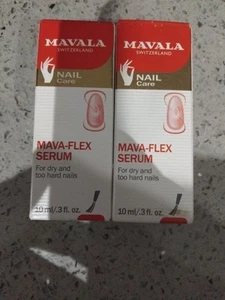 MAVALA
SWITZERLAND
NAIL
Care
MAVA-FLEX
SERUM
For dry and
too hard nails
10 ml/.3 fl. oz.
MAVALA
SWITZERLAND
NAIL
Care
MAVA-FLEX
SERUM
For dry and
too hard nails
10 ml/.3 fl. oz.